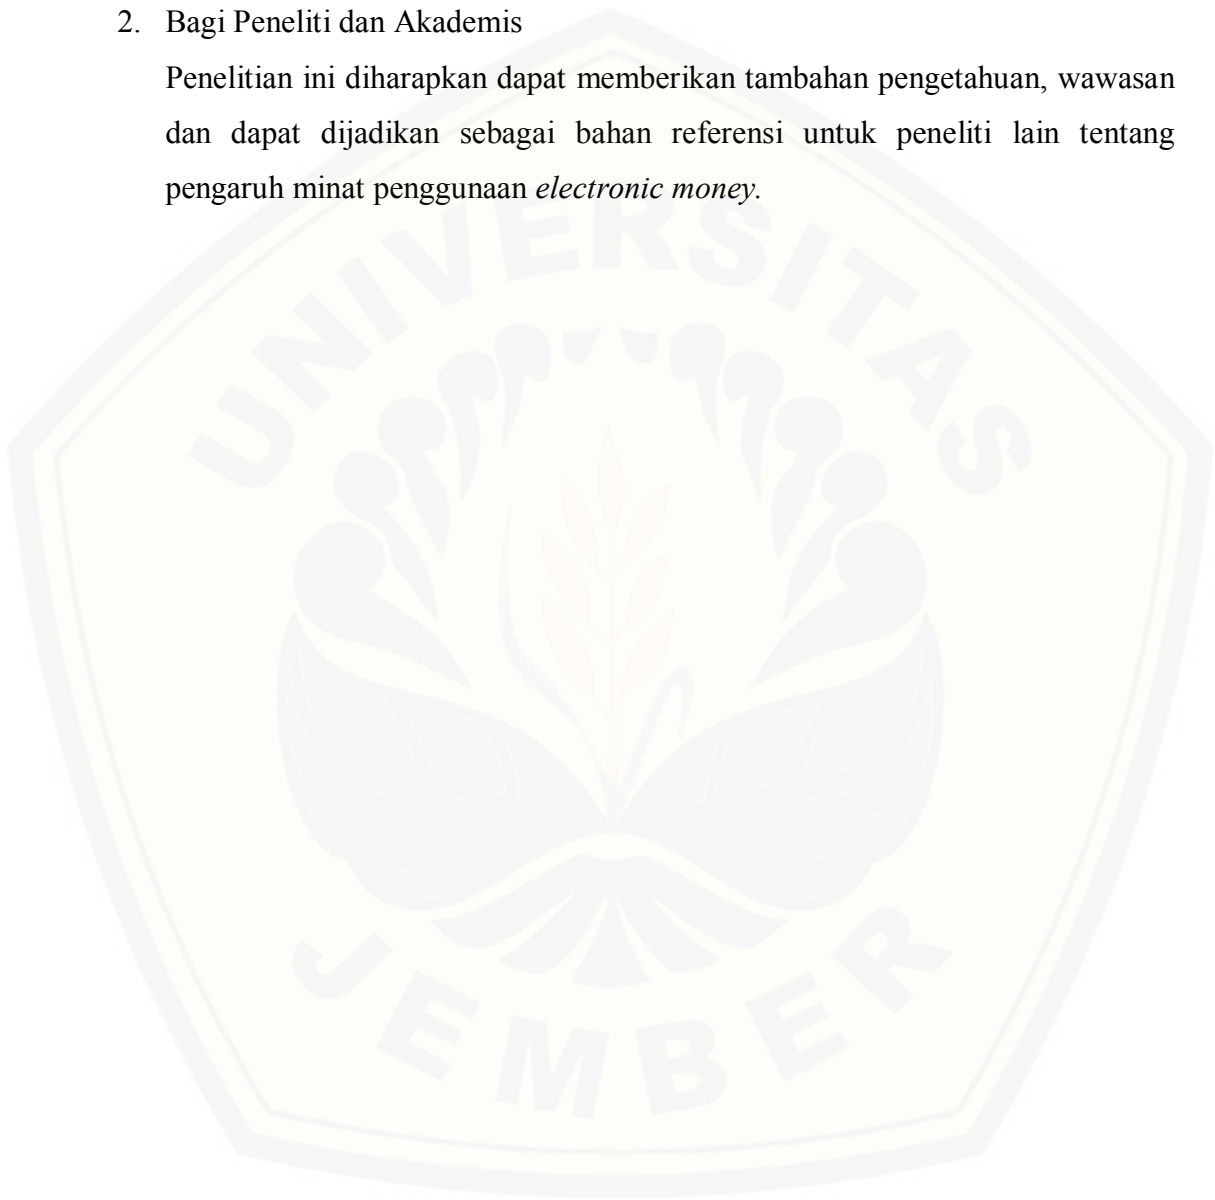 2. Bagi Peneliti dan Akademis
Penelitian ini diharapkan dapat memberikan tambahan pengetahuan, wawasan
dan dapat dijadikan sebagai bahan referensi untuk peneliti lain tentang
pengaruh minat penggunaan electronic money.
UNIVERSITAS
JEMBER